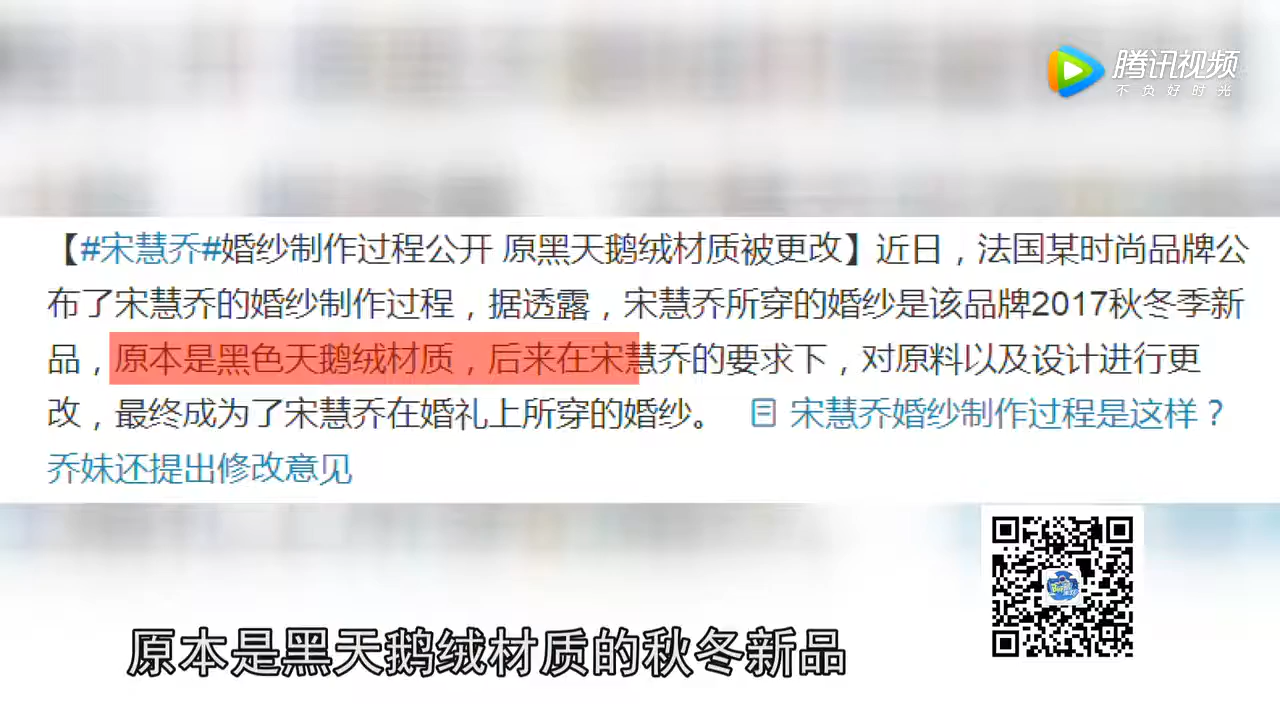 腾讯视频
不负好时光
【#宋慧乔#婚纱制作过程公开 原黑天鹅绒材质被更改】近日，法国某时尚品牌公
布了宋慧乔的婚纱制作过程，据透露，宋慧乔所穿的婚纱是该品牌2017秋冬季新
品，原本是黑色天鹅绒材质，后来在宋慧乔的要求下，对原料以及设计进行更
改，最终成为了宋慧乔在婚礼上所穿的婚纱。 宋慧乔婚纱制作过程是这样？
乔妹还提出修改意见
原本是黑天鹅绒材质的秋冬新品